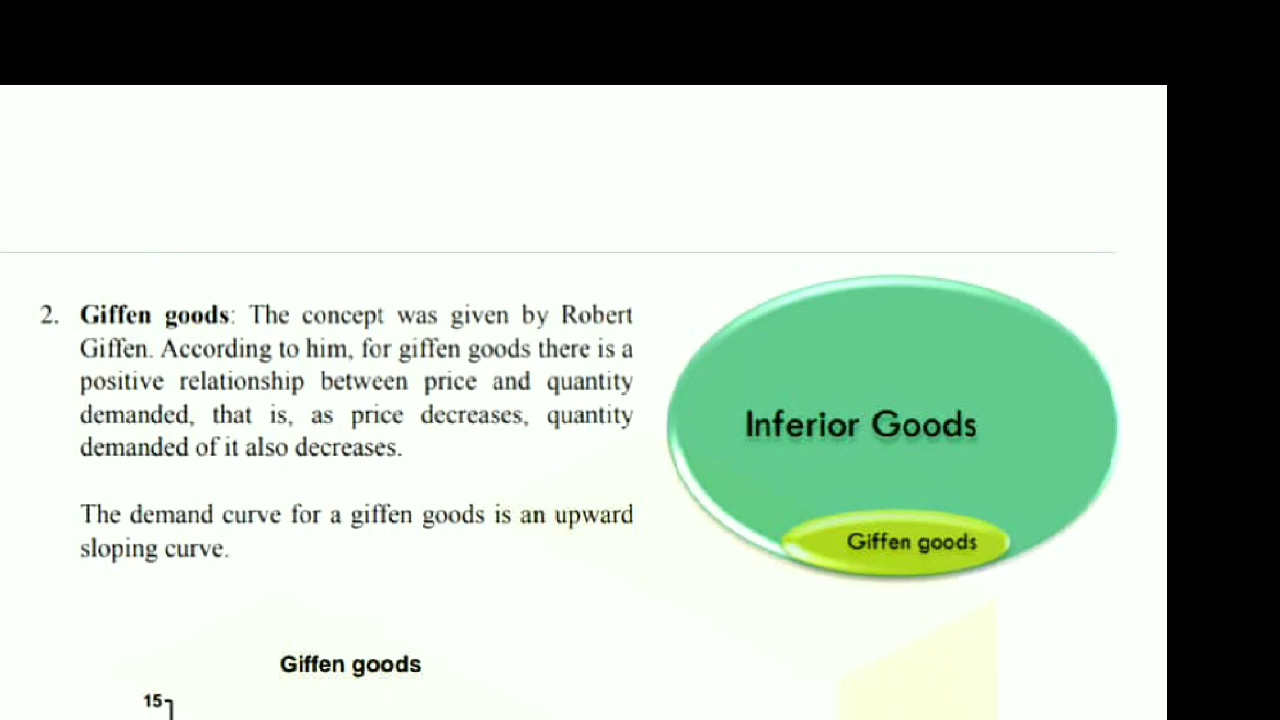 2. Giffen goods: The concept was given by Robert
Giffen. According to him, for giffen goods there is a
positive relationship between price and quantity
demanded, that is, as price decreases, quantity
demanded of it also decreases.
The demand curve for a giffen goods is an upward
sloping curve.
Inferior Goods
Giffen goods
Giffen goods
15